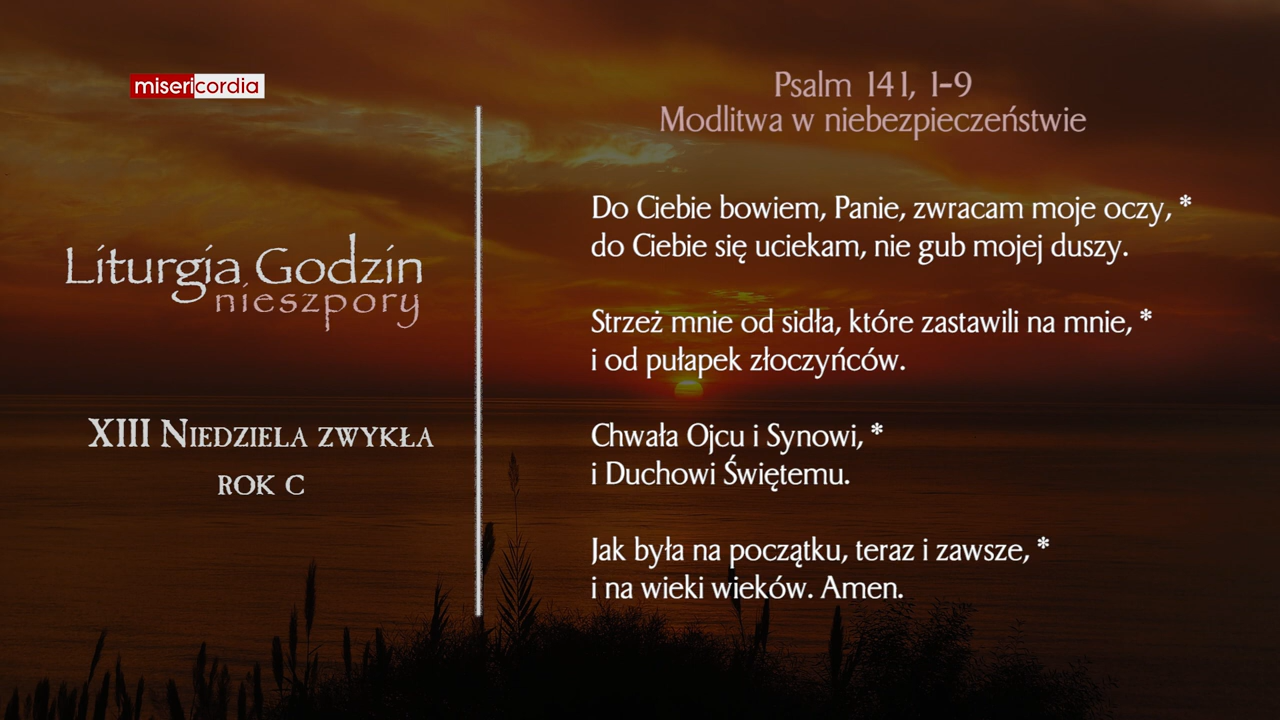 misericordia
Liturgia Godzin
nieszpory
XIII Niedziela zwykła
rok C
Psalm 141, 1-9
Modlitwa w niebezpieczeństwie
Do Ciebie bowiem, Panie, zwracam moje oczy, *
do Ciebie się uciekam, nie gub mojej duszy.
Strzeż mnie od sidła, które zastawili na mnie, *
i od pułapek złoczyńców.
Chwała Ojcu i Synowi, *
i Duchowi Świętemu.
Jak była na początku, teraz i zawsze, *
i na wieki wieków. Amen.